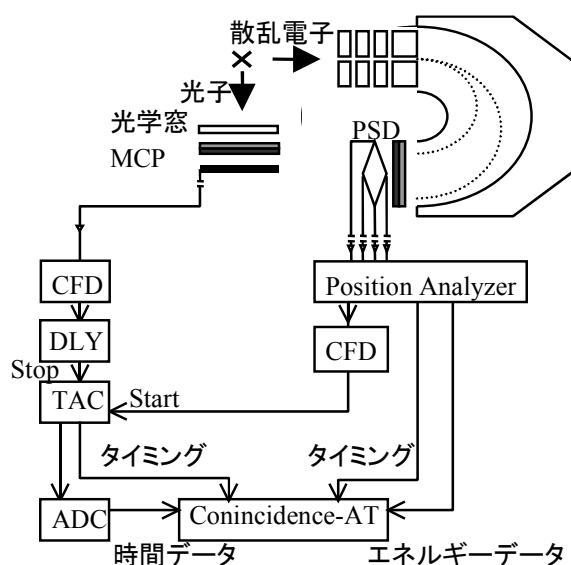 散乱電子
光子
光学窓
MCP
PSD
CFD
Position Analyzer
DLY
CFD
Stop
TAC
Start
タイミング
タイミング
ADC
Conincidence-AT
時間データ
エネルギーデータ